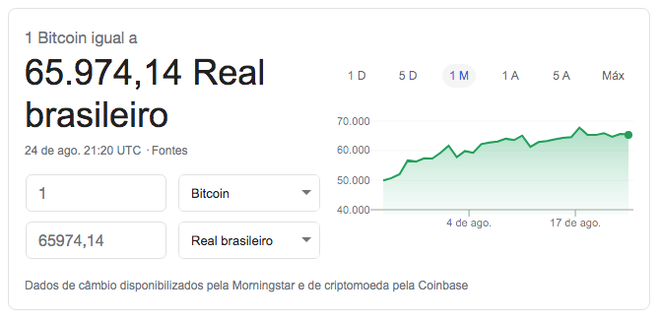 1 Bitcoin igual a
65.974,14 Real
brasileiro
24 de ago. 21:20 UTC · Fontes
1 Bitcoin
65974,14 Real brasileiro
1 D 5 D 1 M 1 A 5 A Máx
70.000
60.000
50.000
40.000
4 de ago. 17 de ago.
Dados de câmbio disponibilizados pela Morningstar e de criptomoeda pela Coinbase